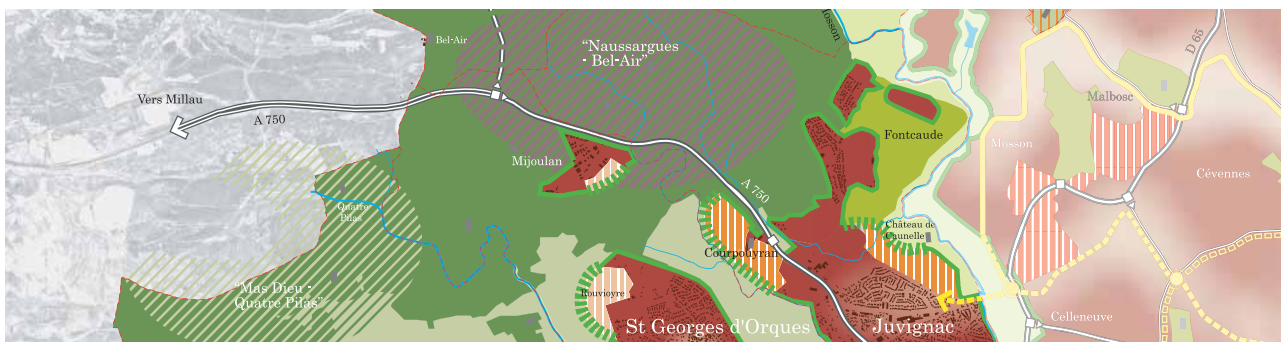 Bel-Air
Mosson
"Naussargues
- Bel-Air"
D 65
Vers Millau
A 750
Malbosc
Fontcaude
Mosson
Mijoulan
Cévennes
A 750
Quatre
Pilas
Château de
Caunelle
Courpouyran
"Mas Dieu -
Quatre Pilas"
Rouvioyre
St Georges d'Orques
Juvignac
Celleneuve